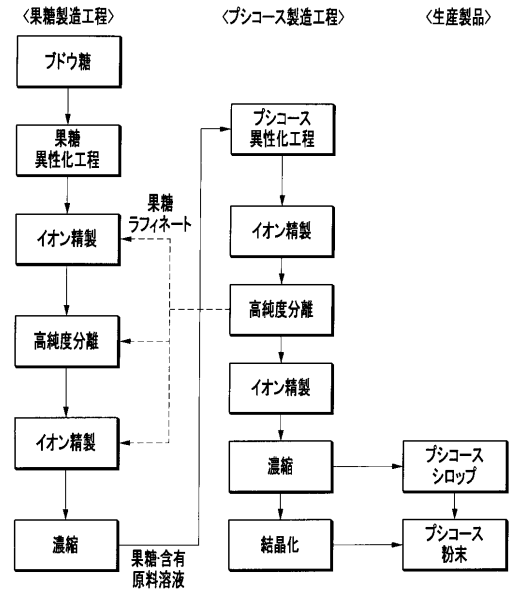 〈果糖製造工程〉
ブドウ糖
果糖
異性化工程
イオン精製
高純度分離
イオン精製
濃縮
果糖
ラフィネート
果糖·含有
原料溶液
〈プシコース製造工程〉
プシコース
異性化工程
イオン精製
高純度分離
イオン精製
濃縮
結晶化
〈生産製品〉
プシコース
シロップ
プシコース
粉末